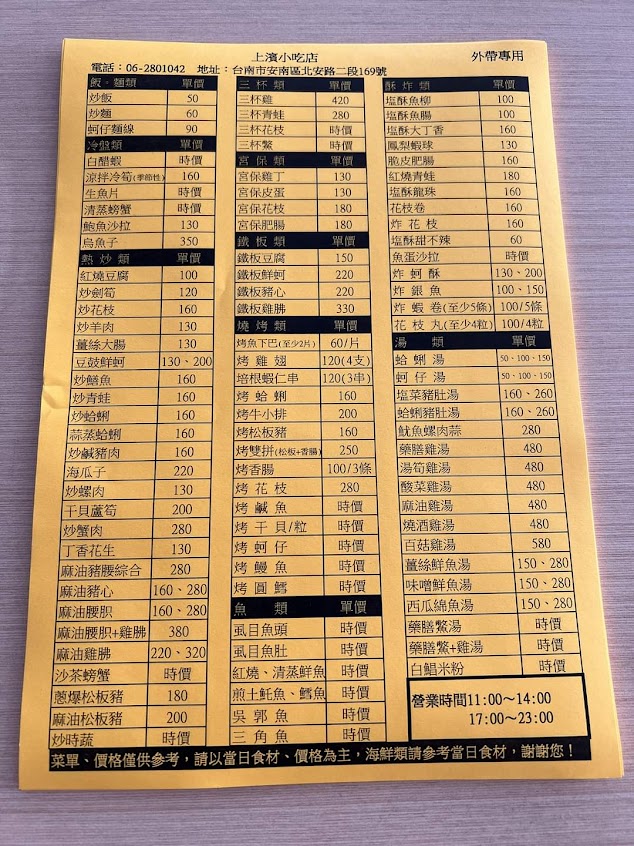 上濱小吃店 外帶專用
電話：06-2801042 地址：台南市安南區北安路二段169號
飯．麵類 單價
炒飯 50
炒麵 60
蚵仔麵線 90
冷盤類 單價
白醋蝦 時價
涼拌冷筍(季節性) 160
生魚片 時價
清蒸螃蟹 時價
鮑魚沙拉 130
烏魚子 350
熱炒類 單價
紅燒豆腐 100
炒劍筍 120
炒花枝 160
炒羊肉 130
薑絲大腸 130
豆鼓鮮蚵 130、200
炒鱔魚 160
炒青蛙 160
炒蛤蜊 160
蒜蒸蛤蜊 160
炒鹹豬肉 160
海瓜子 220
炒螺肉 130
干貝蘆筍 200
炒蟹肉 280
丁香花生 130
麻油豬腰綜合 280
麻油豬心 160、280
麻油腰胆 160、280
麻油腰胆+雞胇 380
麻油雞胇 220、320
沙茶螃蟹 時價
蔥爆松板豬 180
麻油松板豬 200
炒時蔬 時價
三杯類 單價
三杯雞 420
三杯青蛙 280
三杯花枝 時價
三杯鱉 時價
宮保類 單價
宮保雞丁 130
宮保皮蛋 130
宮保花枝 180
宮保肥腸 180
鐵板類 單價
鐵板豆腐 150
鐵板鮮蚵 220
鐵板豬心 220
鐵板雞胇 330
燒烤類 單價
烤魚下巴(至少2片) 60/片
烤雞翅 120(4支)
培根蝦仁串 120(3串)
烤蛤蜊 160
烤牛小排 200
烤松板豬 160
烤雙拼(松板+香腸) 250
烤香腸 100/3條
烤花枝 280
烤鹹魚 時價
烤干貝/粒 時價
烤蚵仔 時價
烤鰻魚 時價
烤圓鱈 時價
魚類 單價
虱目魚頭 時價
虱目魚肚 時價
紅燒、清蒸鮮魚 時價
煎土魠魚、鱈魚 時價
吳郭魚 時價
三角魚 時價
酥炸類 單價
塩酥魚柳 100
塩酥魚腸 100
塩酥大丁香 160
鳳梨蝦球 130
脆皮肥腸 160
紅燒青蛙 180
塩酥龍珠 160
花枝卷 160
炸花枝 160
塩酥甜不辣 60
魚蛋沙拉 時價
炸蚵酥 130、200
炸銀魚 100、150
炸蝦卷(至少5條) 100/5條
花枝丸(至少4粒) 100/4粒
湯類 單價
蛤蜊湯 50、100、150
蚵仔湯 50、100、150
塩菜豬肚湯 160、260
蛤蜊豬肚湯 160、260
魷魚螺肉蒜 280
藥膳雞湯 480
湯筍雞湯 480
酸菜雞湯 480
麻油雞湯 480
燒酒雞湯 480
百菇雞湯 580
薑絲鮮魚湯 150、280
味噌鮮魚湯 150、280
西瓜綿魚湯 150、280
藥膳鱉湯 時價
藥膳鱉+雞湯 時價
白鯧米粉 時價
營業時間11:00～14:00
17:00～23:00
菜單、價格僅供參考，請以當日食材、價格為主，海鮮類請參考當日食材，謝謝您！